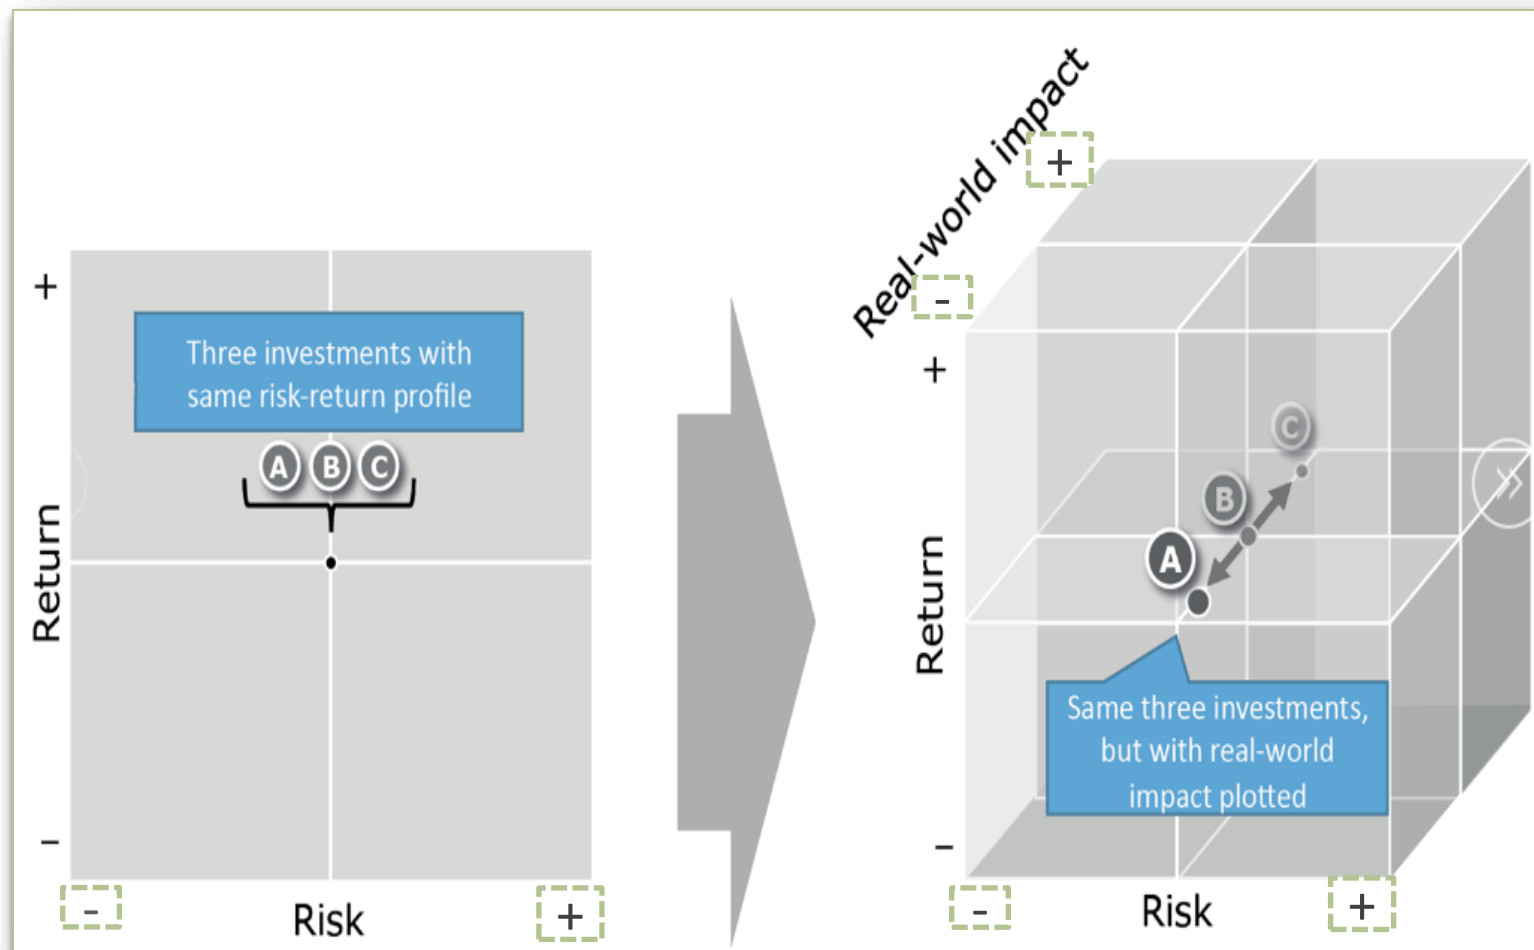 +
Three investments with
same risk-return profile
A B C
Return
–
-
Risk
+
Real-world impact
+
-
+
C
B
A
Return
Same three investments,
but with real-world
impact plotted
–
-
Risk
+